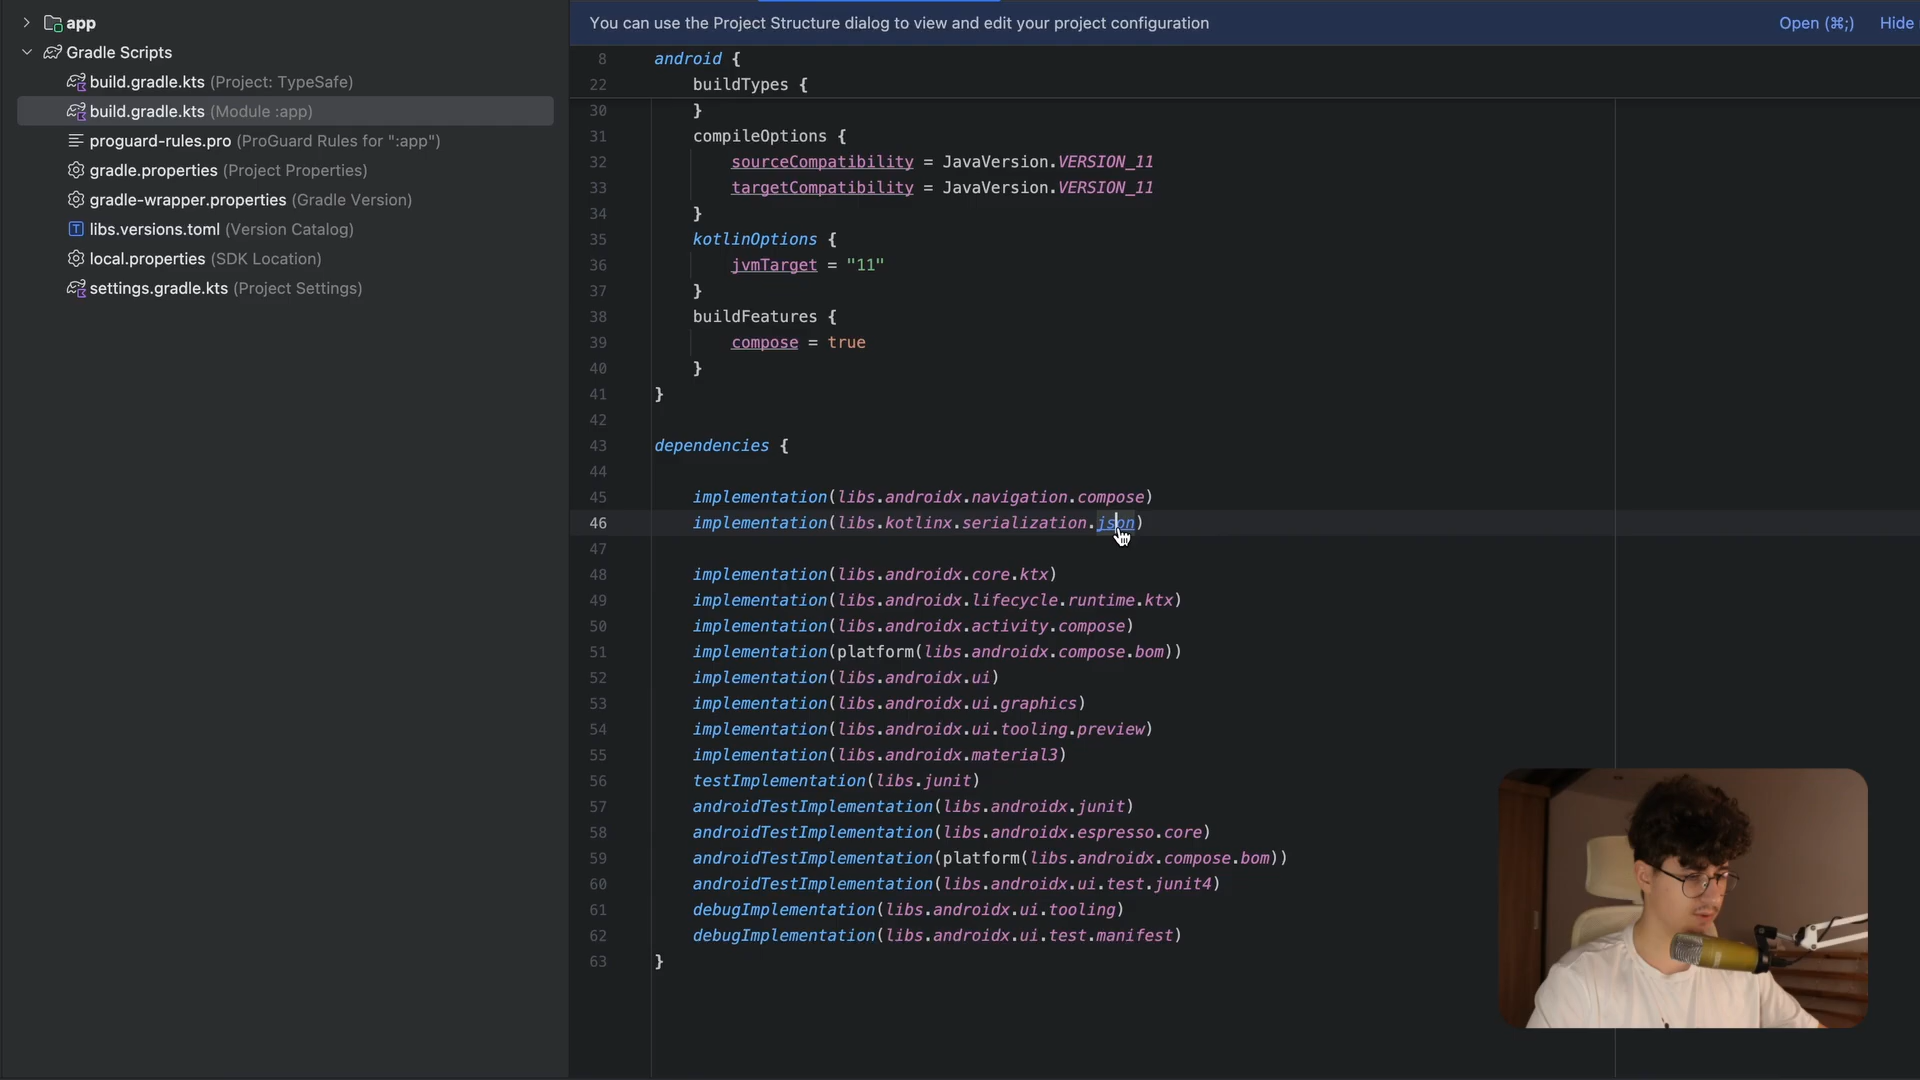 app
Gradle Scripts
build.gradle.kts (Project: TypeSafe)
build.gradle.kts (Module :app)
proguard-rules.pro (ProGuard Rules for ":app")
gradle.properties (Project Properties)
gradle-wrapper.properties (Gradle Version)
libs.versions.toml (Version Catalog)
local.properties (SDK Location)
settings.gradle.kts (Project Settings)
You can use the Project Structure dialog to view and edit your project configuration
Open (⌘;) Hide
8 android {
22 buildTypes {
30 }
31 compileOptions {
32 sourceCompatibility = JavaVersion.VERSION_11
33 targetCompatibility = JavaVersion.VERSION_11
34 }
35 kotlinOptions {
36 jvmTarget = "11"
37 }
38 buildFeatures {
39 compose = true
40 }
41 }
42
43 dependencies {
44
45 implementation(libs.androidx.navigation.compose)
46 implementation(libs.kotlinx.serialization.json)
47
48 implementation(libs.androidx.core.ktx)
49 implementation(libs.androidx.lifecycle.runtime.ktx)
50 implementation(libs.androidx.activity.compose)
51 implementation(platform(libs.androidx.compose.bom))
52 implementation(libs.androidx.ui)
53 implementation(libs.androidx.ui.graphics)
54 implementation(libs.androidx.ui.tooling.preview)
55 implementation(libs.androidx.material3)
56 testImplementation(libs.junit)
57 androidTestImplementation(libs.androidx.junit)
58 androidTestImplementation(libs.androidx.espresso.core)
59 androidTestImplementation(platform(libs.androidx.compose.bom))
60 androidTestImplementation(libs.androidx.ui.test.junit4)
61 debugImplementation(libs.androidx.ui.tooling)
62 debugImplementation(libs.androidx.ui.test.manifest)
63 }